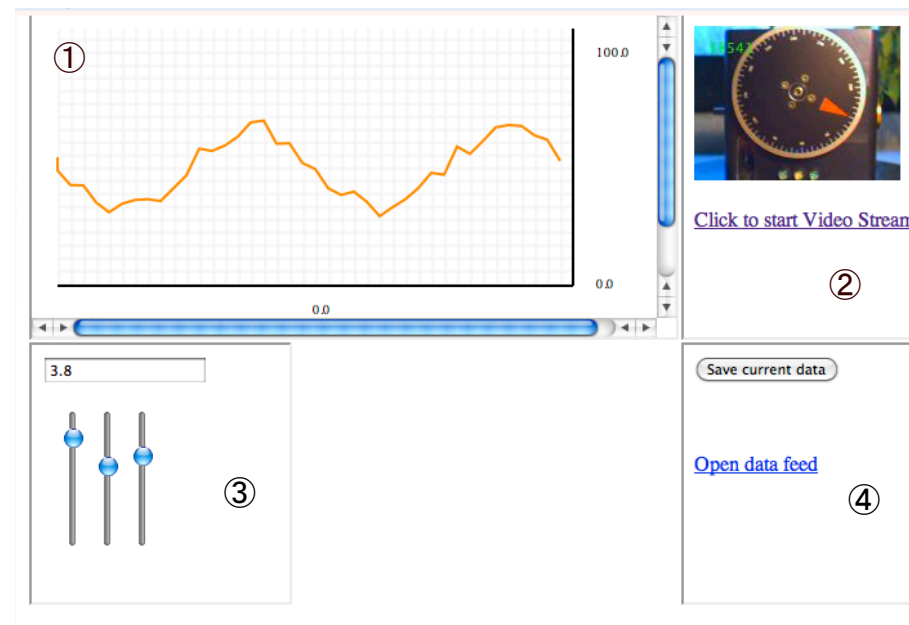 ①
100.0
0.0
0.0
Click to start Video Stream
②
3.8
③
Save current data
Open data feed
④